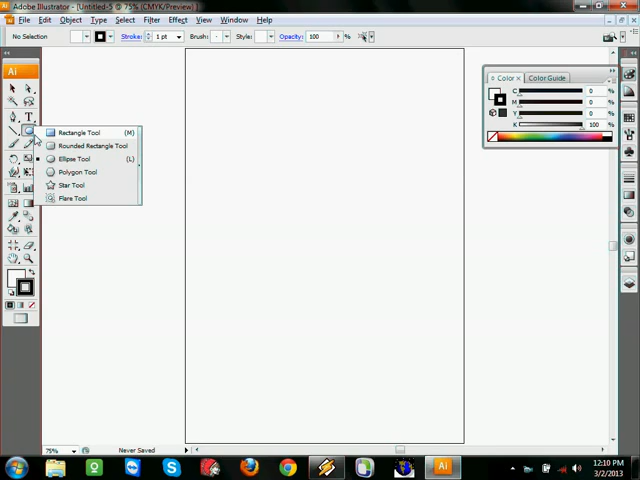 Adobe Illustrator - [Untitled-5 @ 75% (CMYK/Preview) ]
File Edit Object Type Select Filter Effect View Window Help
No Selection Stroke: 1 pt Brush: Style: Opacity: 100 %
Ai
Color Color Guide
C 0 %
M 0 %
Y 0 %
K 100 %
T
Rectangle Tool (M)
Rounded Rectangle Tool
Ellipse Tool (L)
Polygon Tool
Star Tool
Flare Tool
75% Never Saved
Ai
12:10 PM
3/2/2013